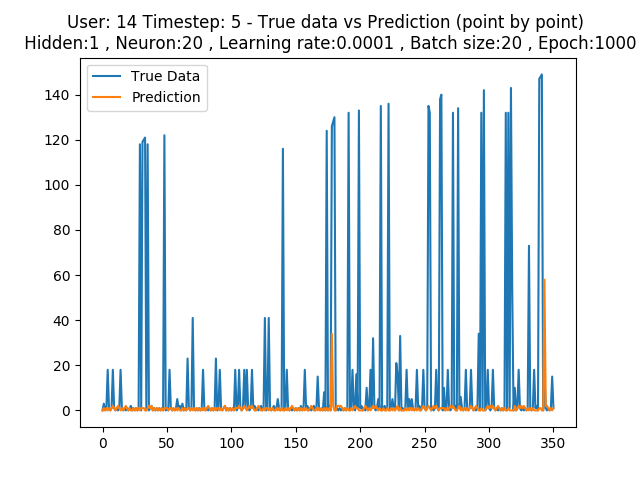 User: 14 Timestep: 5 - True data vs Prediction (point by point)
Hidden:1 , Neuron:20 , Learning rate:0.0001 , Batch size:20 , Epoch:1000
True Data
Prediction
140
120
100
80
60
40
20
0
0 50 100 150 200 250 300 350